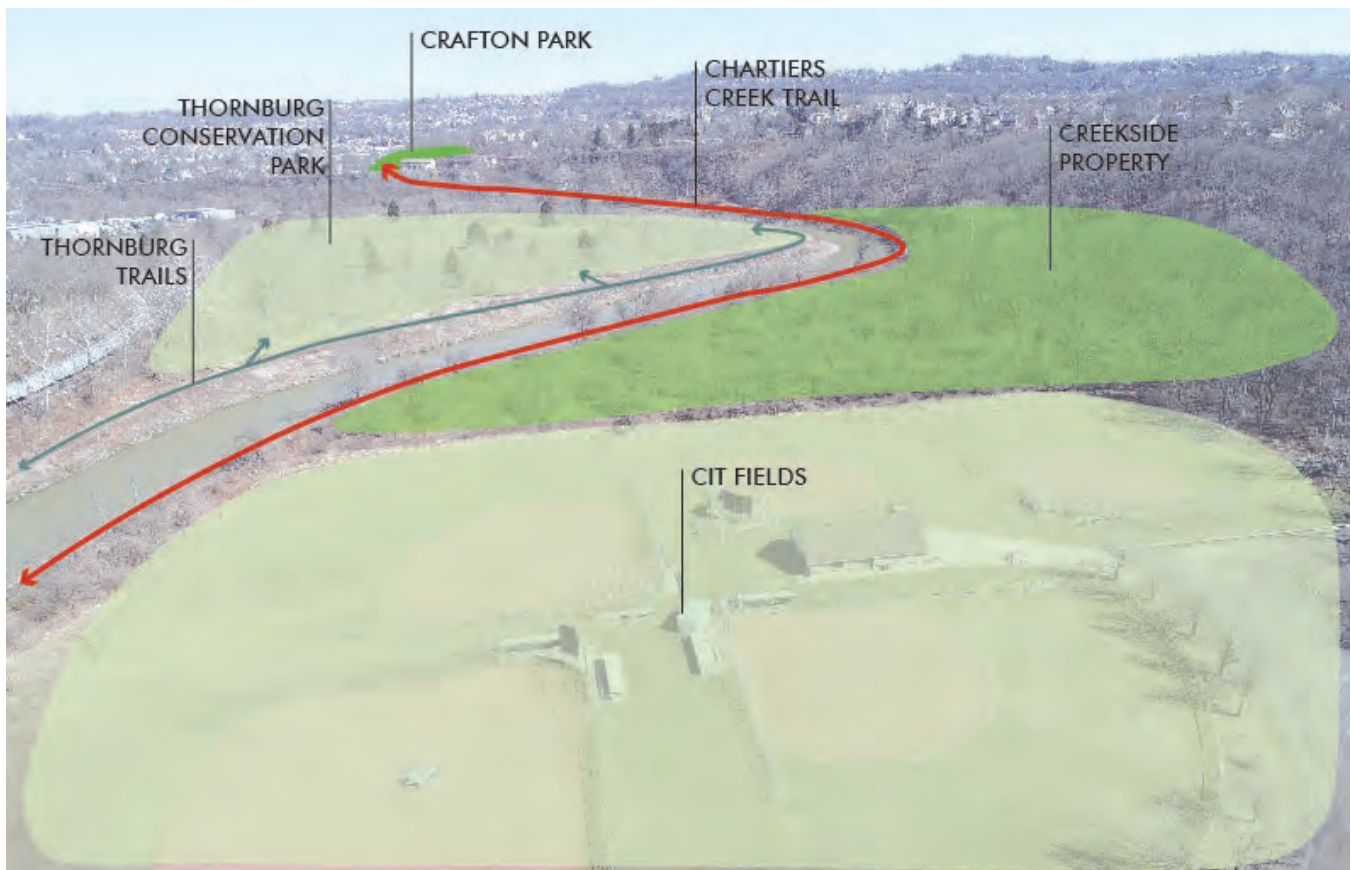 CRAFTON PARK
CHARTIERS
CREEK TRAIL
THORNBURG
CONSERVATION
PARK
CREEKSIDE
PROPERTY
THORNBURG
TRAILS
CIT FIELDS